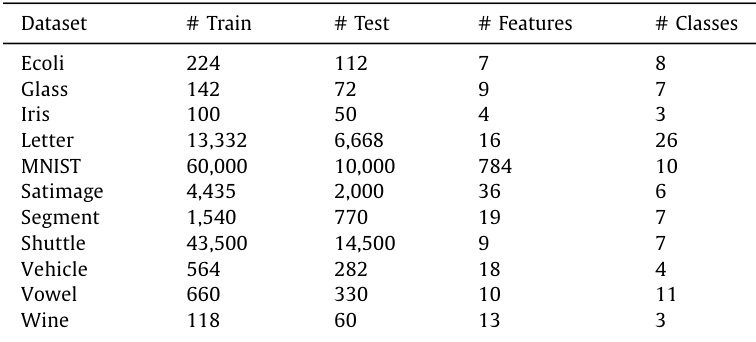 Dataset # Train # Test # Features # Classes
Ecoli 224 112 7 8
Glass 142 72 9 7
Iris 100 50 4 3
Letter 13,332 6,668 16 26
MNIST 60,000 10,000 784 10
Satimage 4,435 2,000 36 6
Segment 1,540 770 19 7
Shuttle 43,500 14,500 9 7
Vehicle 564 282 18 4
Vowel 660 330 10 11
Wine 118 60 13 3